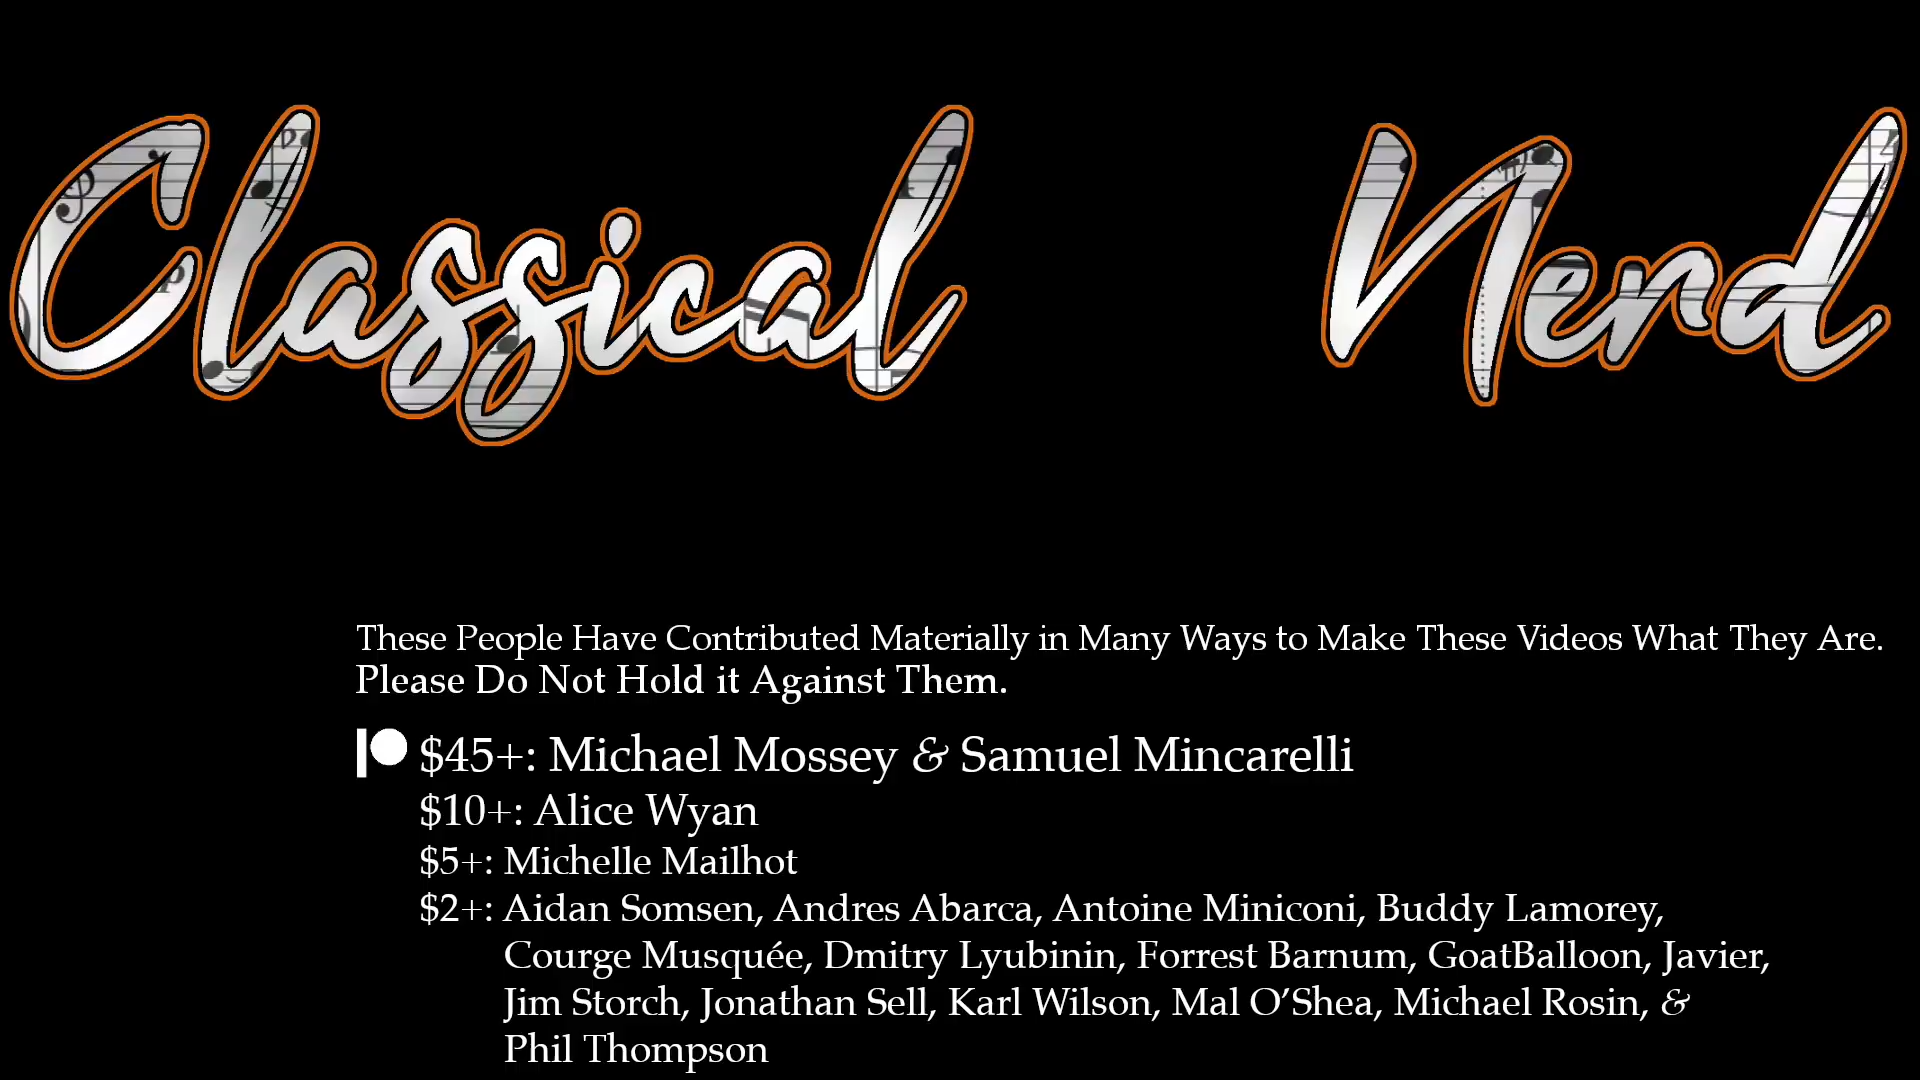 Classical Nerd
These People Have Contributed Materially in Many Ways to Make These Videos What They Are.
Please Do Not Hold it Against Them.
$45+: Michael Mossey & Samuel Mincarelli
$10+: Alice Wyan
$5+: Michelle Mailhot
$2+: Aidan Somsen, Andres Abarca, Antoine Miniconi, Buddy Lamorey,
Courge Musquée, Dmitry Lyubinin, Forrest Barnum, GoatBalloon, Javier,
Jim Storch, Jonathan Sell, Karl Wilson, Mal O’Shea, Michael Rosin, &
Phil Thompson